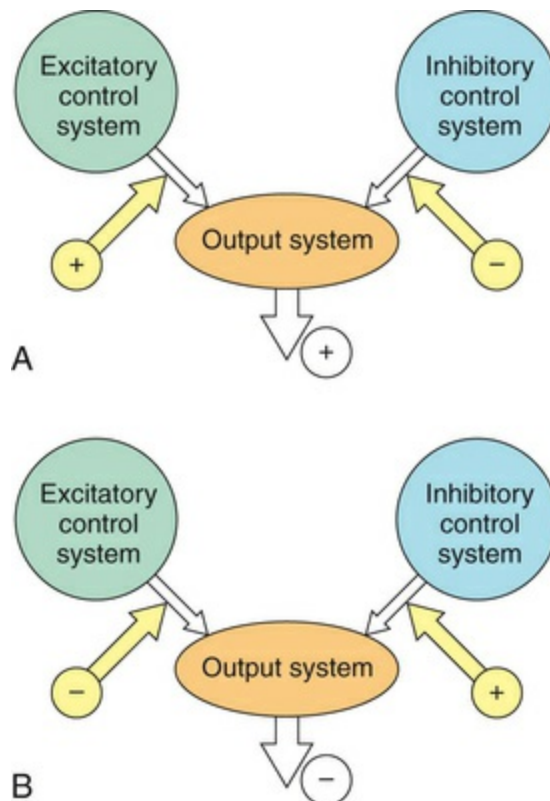 Excitatory
control
system
Inhibitory
control
system
Output system
+
−
+
A
Excitatory
control
system
Inhibitory
control
system
Output system
−
+
−
B